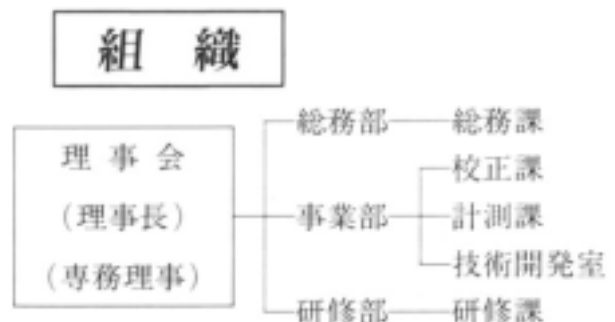 組織
理事会
(理事長)
(専務理事)
総務部 総務課
校正課
事業部 計測課
技術開発室
研修部 研修課